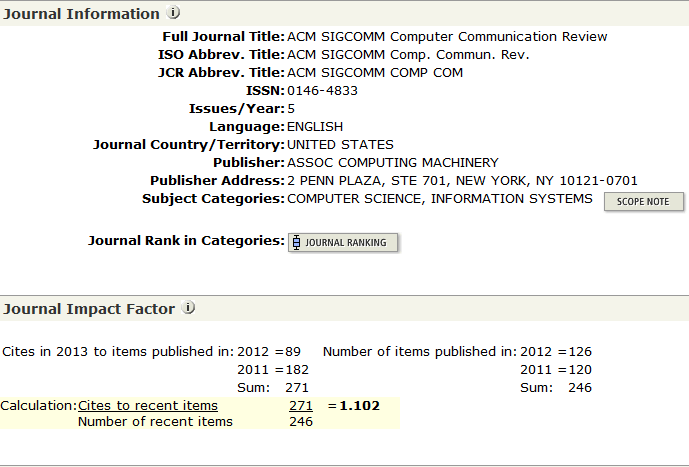 Journal Information
Full Journal Title: ACM SIGCOMM Computer Communication Review
ISO Abbrev. Title: ACM SIGCOMM Comp. Commun. Rev.
JCR Abbrev. Title: ACM SIGCOMM COMP COM
ISSN: 0146-4833
Issues/Year: 5
Language: ENGLISH
Journal Country/Territory: UNITED STATES
Publisher: ASSOC COMPUTING MACHINERY
Publisher Address: 2 PENN PLAZA, STE 701, NEW YORK, NY 10121-0701
Subject Categories: COMPUTER SCIENCE, INFORMATION SYSTEMS SCOPE NOTE
Journal Rank in Categories: JOURNAL RANKING
Journal Impact Factor
Cites in 2013 to items published in: 2012 =89 Number of items published in: 2012 =126
2011 =182 2011 =120
Sum: 271 Sum: 246
Calculation: Cites to recent items 271 =1.102
Number of recent items 246